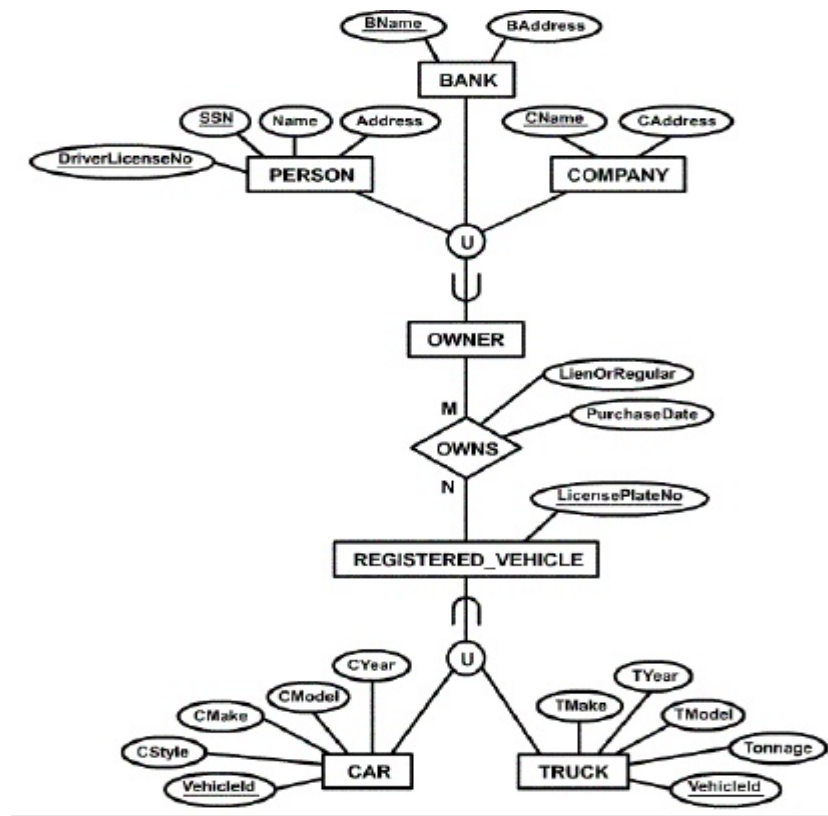 BName BAddress
BANK
SSN Name Address CName CAddress
DriverLicenseNo
PERSON COMPANY
U
OWNER
LienOrRegular
M PurchaseDate
OWNS
N
LicensePlateNo
REGISTERED_VEHICLE
U
CYear TYear
CModel TMake
CMake TModel
CStyle Tonnage
CAR TRUCK
VehicleId VehicleId